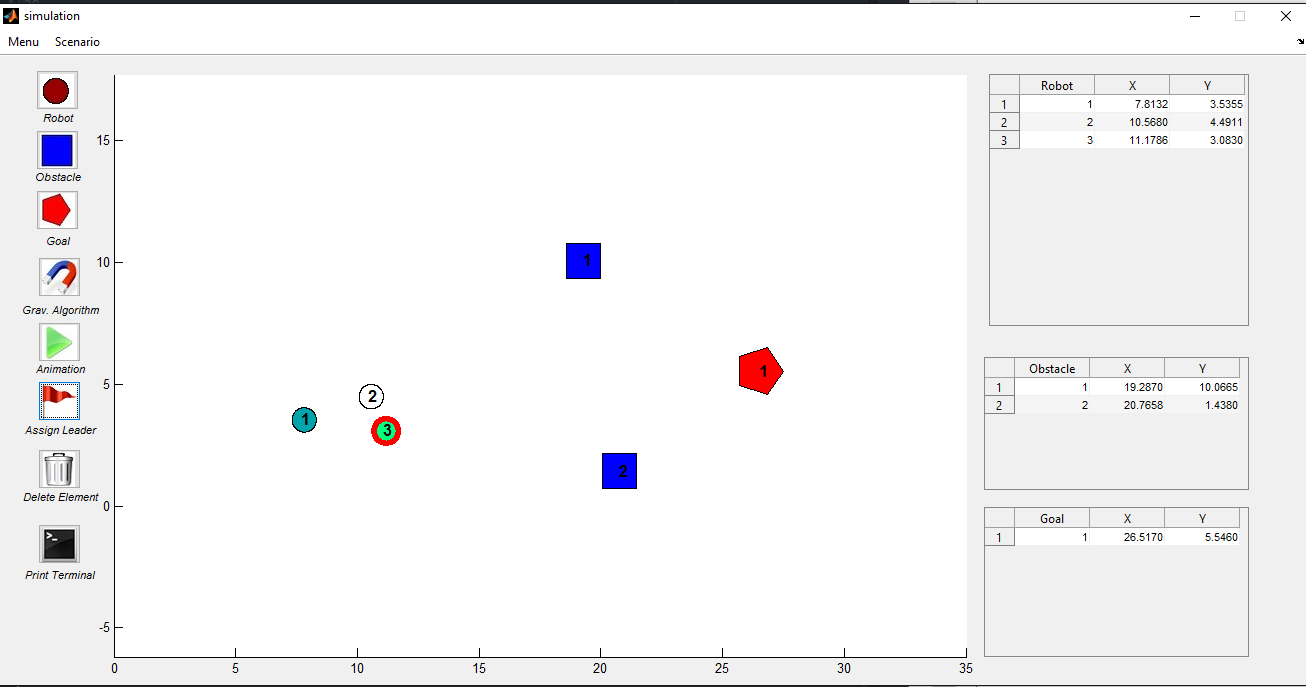 simulation
Menu Scenario
Robot
Obstacle
Goal
Grav. Algorithm
Animation
Assign Leader
Delete Element
Print Terminal
15
10
5
0
-5
0 5 10 15 20 25 30 35
1
1
2
1
3
2
Robot X Y
1 1 7.8132 3.5355
2 2 10.5680 4.4911
3 3 11.1786 3.0830
Obstacle X Y
1 1 19.2870 10.0665
2 2 20.7658 1.4380
Goal X Y
1 1 26.5170 5.5460